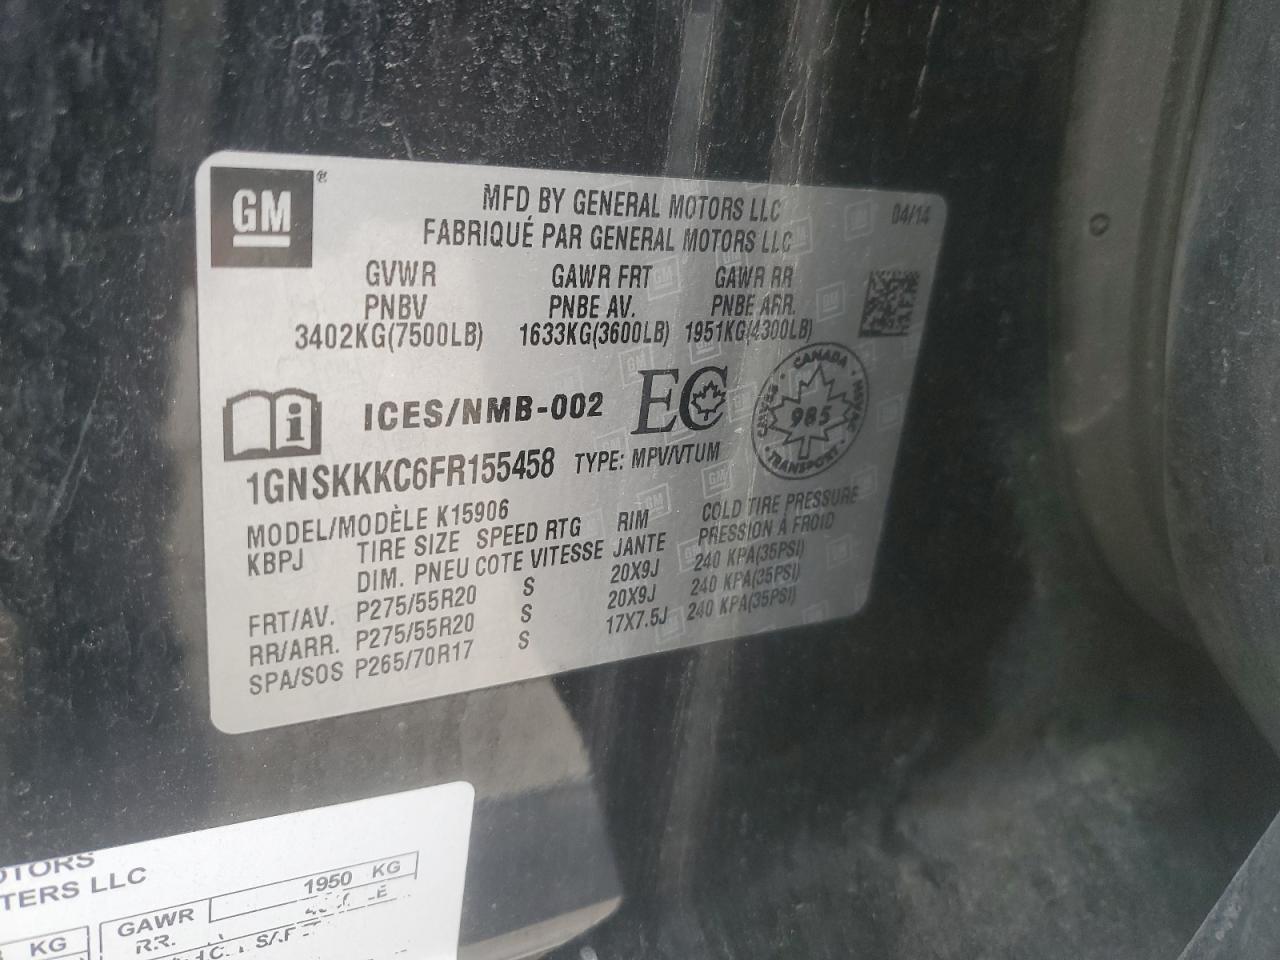 GM®
MFD BY GENERAL MOTORS LLC 04/14
FABRIQUÉ PAR GENERAL MOTORS LLC
GVWR GAWR FRT GAWR RR
PNBV PNBE AV. PNBE ARR.
3402KG(7500LB) 1633KG(3600LB) 1951KG(4300LB)
i ICES/NMB-002 EC
CANADA
985
TRANSPORT
1GNSKKKC6FR155458 TYPE: MPV/VTUM
MODEL/MODÈLE K15906
KBPJ TIRE SIZE SPEED RTG RIM COLD TIRE PRESSURE
DIM. PNEU COTE VITESSE JANTE PRESSION À FROID
FRT/AV. P275/55R20 S 20X9J 240 KPA(35PSI)
RR/ARR. P275/55R20 S 20X9J 240 KPA(35PSI)
SPA/SOS P265/70R17 S 17X7.5J 240 KPA(35PSI)
LLC
KG GAWR 1950 KG
RR.